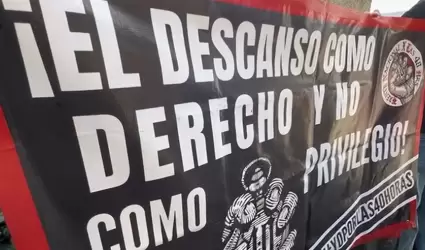 ¡EL DESCANSO COMO
DERECHO Y NO
COMO PRIVILEGIO!